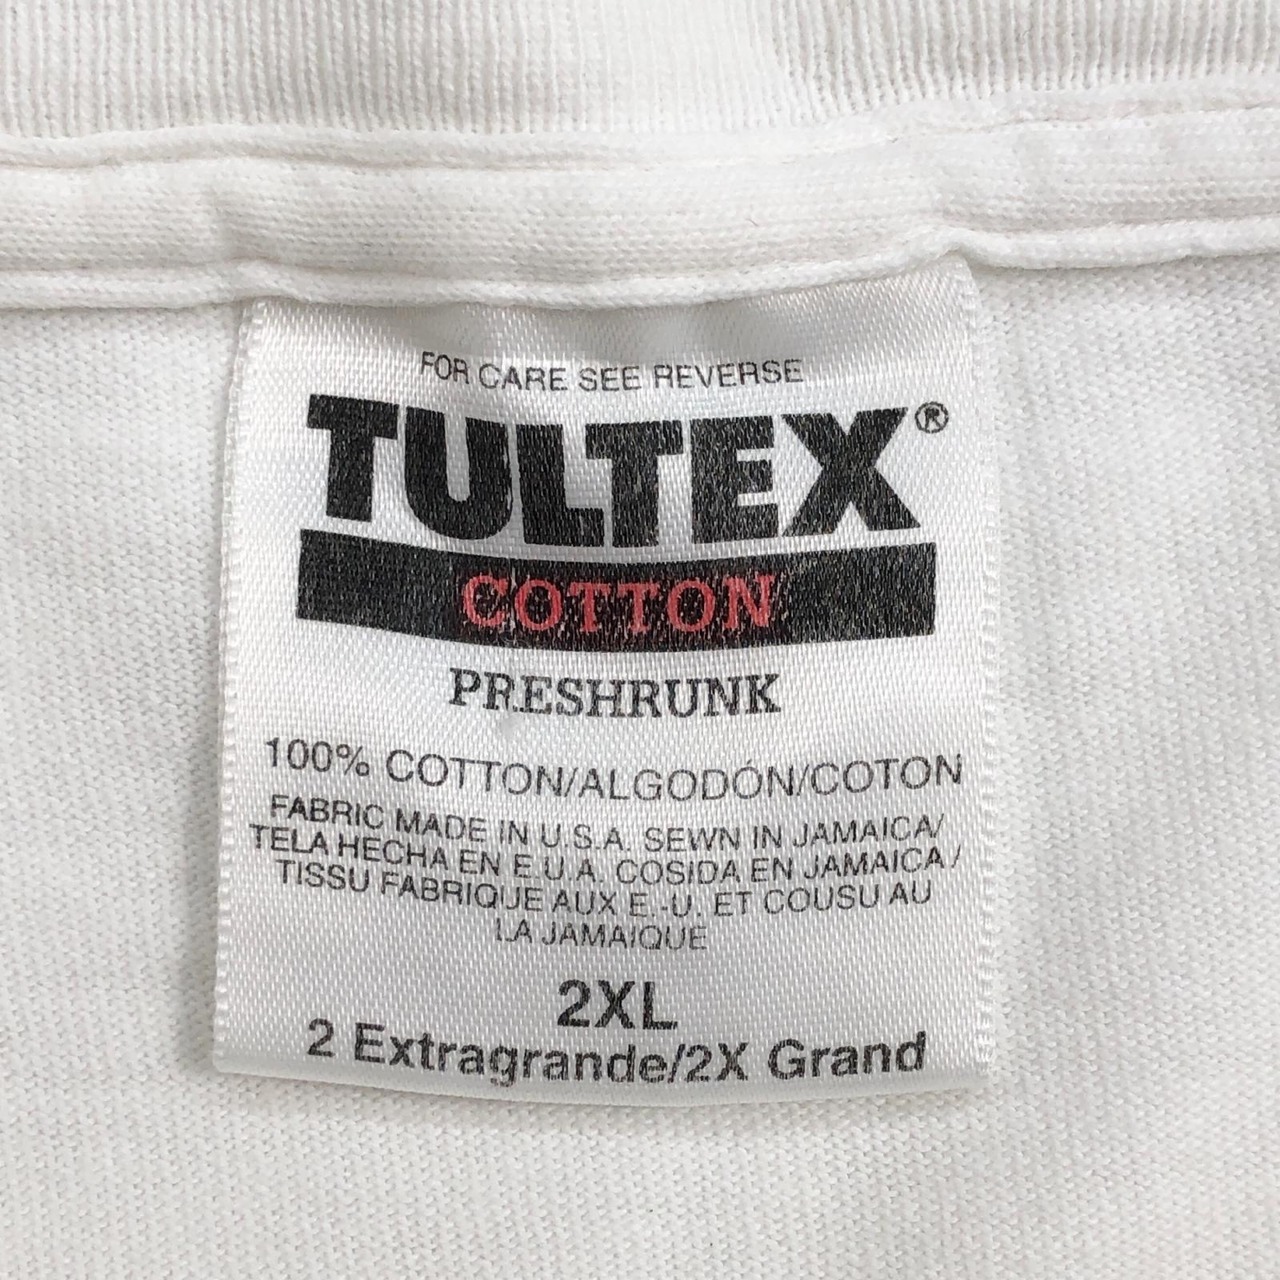 FOR CARE SEE REVERSE
TULTEX®
COTTON
PRESHRUNK
100% COTTON/ALGODÓN/COTON
FABRIC MADE IN U.S.A. SEWN IN JAMAICA/
TELA HECHA EN E.U.A. COSIDA EN JAMAICA/
TISSU FABRIQUE AUX E.-U. ET COUSU AU
LA JAMAIQUE
2XL
2 Extragrande/2X Grand